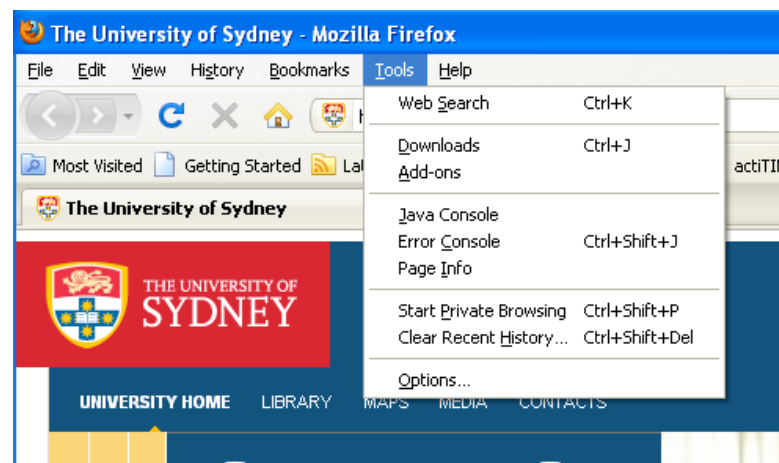 The University of Sydney - Mozilla Firefox
File Edit View History Bookmarks Tools Help
Web Search Ctrl+K
Downloads Ctrl+J
Most Visited Getting Started
Add-ons
The University of Sydney
Java Console
Error Console Ctrl+Shift+J
Page Info
THE UNIVERSITY OF
SYDNEY
Start Private Browsing Ctrl+Shift+P
Clear Recent History... Ctrl+Shift+Del
Options...
UNIVERSITY HOME LIBRARY MAPS MEDIA CONTACTS